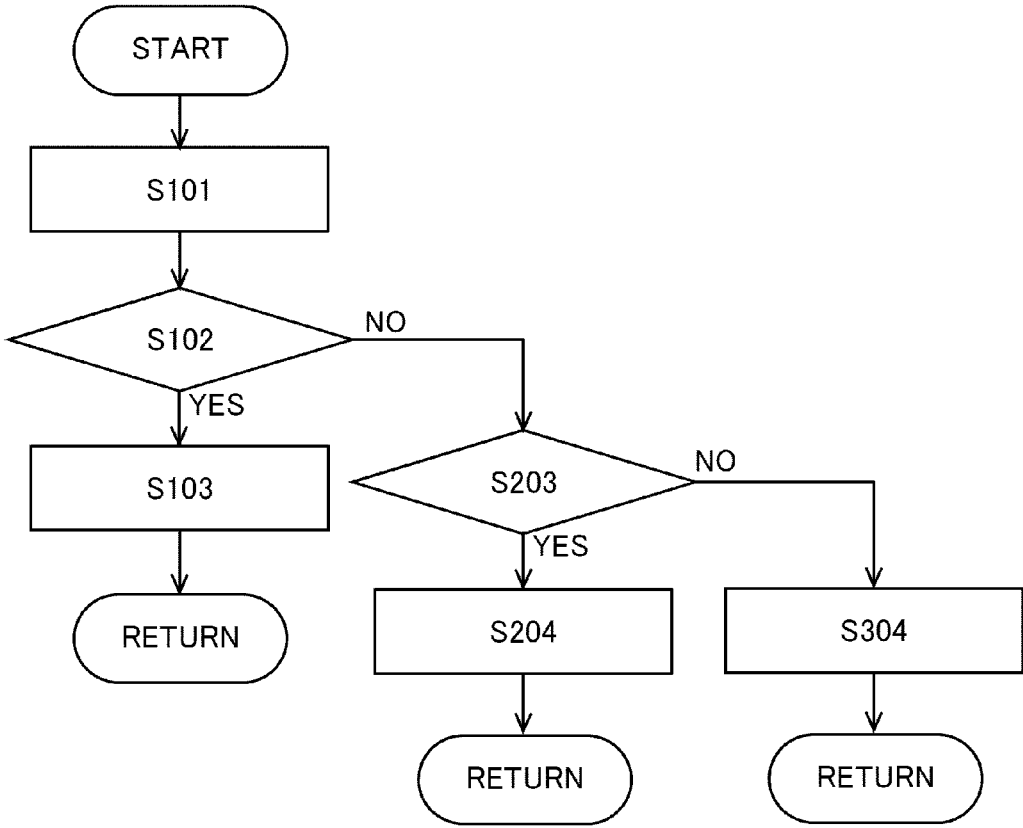 START
S101
S102
NO
YES
S103
S203
NO
YES
RETURN
S204
S304
RETURN
RETURN